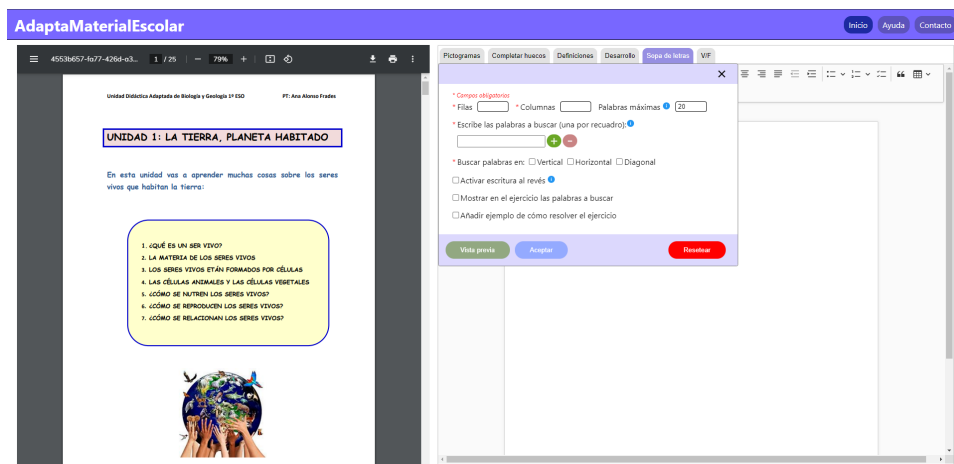 AdaptaMaterialEscolar
Inicio Ayuda Contacto
4553b657-fa77-426d-a3... 1 / 25 79%
Unidad Didáctica Adaptada de Biología y Geología 1º ESO PT: Ana Alonso Frades
UNIDAD 1: LA TIERRA, PLANETA HABITADO
En esta unidad vas a aprender muchas cosas sobre los seres
vivos que habitan la tierra:
1. ¿QUÉ ES UN SER VIVO?
2. LA MATERIA DE LOS SERES VIVOS
3. LOS SERES VIVOS ETÁN FORMADOS POR CÉLULAS
4. LAS CÉLULAS ANIMALES Y LAS CÉLULAS VEGETALES
5. ¿CÓMO SE NUTREN LOS SERES VIVOS?
6. ¿CÓMO SE REPRODUCEN LOS SERES VIVOS?
7. ¿CÓMO SE RELACIONAN LOS SERES VIVOS?
Pictogramas Completar huecos Definiciones Desarrollo Sopa de letras V/F
* Campos obligatorios
* Filas * Columnas Palabras máximas 20
* Escribe las palabras a buscar (una por recuadro):
* Buscar palabras en: Vertical Horizontal Diagonal
Activar escritura al revés
Mostrar en el ejercicio las palabras a buscar
Añadir ejemplo de cómo resolver el ejercicio
Vista previa Aceptar Resetear